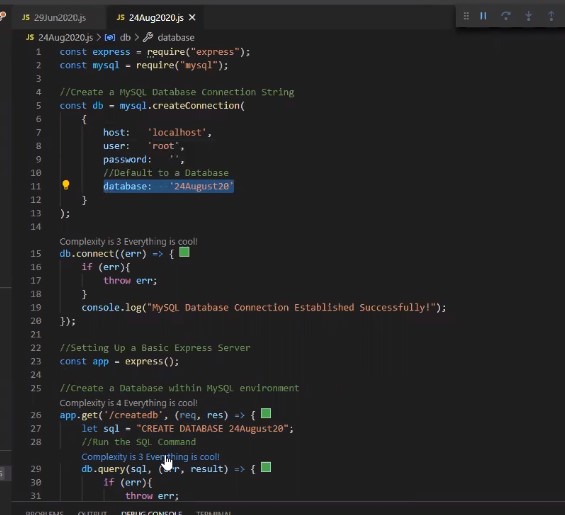 JS 29Jun2020.js JS 24Aug2020.js ×
JS 24Aug2020.js > db > database
1 const express = require("express");
2 const mysql = require("mysql");
3
4 //Create a MySQL Database Connection String
5 const db = mysql.createConnection(
6 {
7 host: 'localhost',
8 user: 'root',
9 password: '',
10 //Default to a Database
11 database: '24August20'
12 }
13 );
14
Complexity is 3 Everything is cool!
15 db.connect((err) => {
16 if (err){
17 throw err;
18 }
19 console.log("MySQL Database Connection Established Successfully!");
20 });
21
22 //Setting Up a Basic Express Server
23 const app = express();
24
25 //Create a Database within MySQL environment
Complexity is 4 Everything is cool!
26 app.get('/createdb', (req, res) => {
27 let sql = "CREATE DATABASE 24August20";
28 //Run the SQL Command
Complexity is 3 Everything is cool!
29 db.query(sql, (err, result) => {
30 if (err){
31 throw err;
PROBLEMS OUTPUT DEBUG CONSOLE TERMINAL